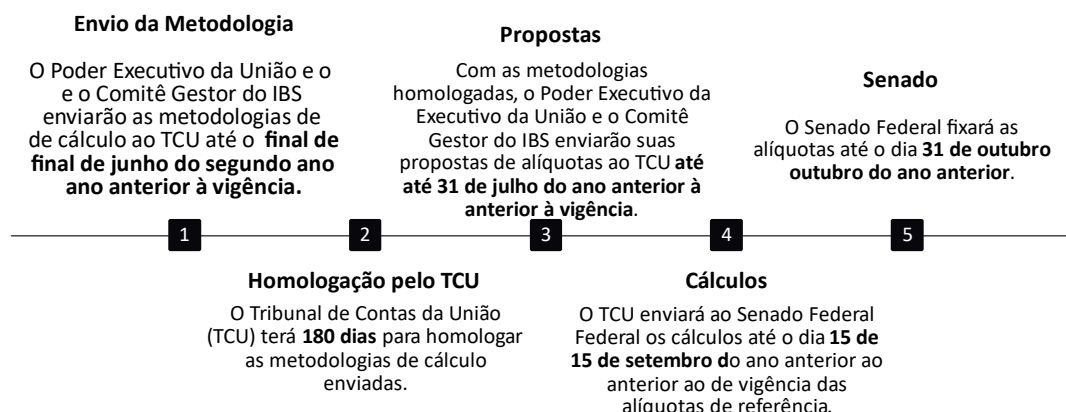 Envio da Metodologia
O Poder Executivo da União e o
e o Comitê Gestor do IBS
enviarão as metodologias de
de cálculo ao TCU até o final de
final de junho do segundo ano
ano anterior à vigência.
Propostas
Com as metodologias
homologadas, o Poder Executivo da
Executivo da União e o Comitê
Gestor do IBS enviarão suas
propostas de alíquotas ao TCU até
até 31 de julho do ano anterior à
anterior à vigência.
Senado
O Senado Federal fixará as
alíquotas até o dia 31 de outubro
outubro do ano anterior.
1
2
3
4
5
Homologação pelo TCU
O Tribunal de Contas da União
(TCU) terá 180 dias para homologar
as metodologias de cálculo
enviadas.
Cálculos
O TCU enviará ao Senado Federal
Federal os cálculos até o dia 15 de
15 de setembro do ano anterior ao
anterior ao de vigência das
alíquotas de referência.